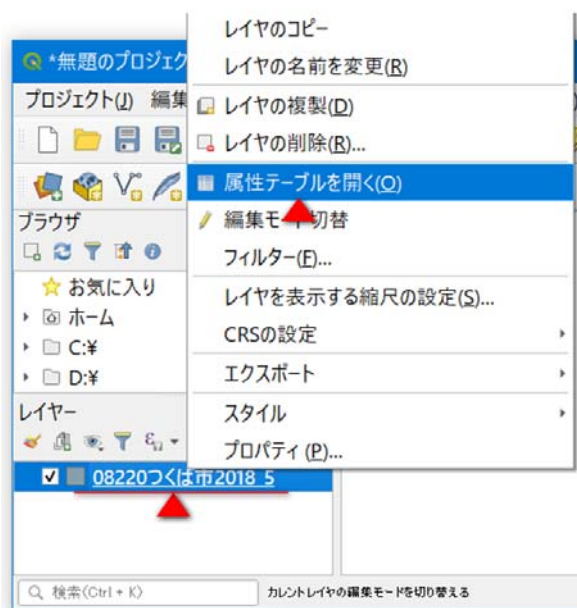 レイヤのコピー
*無題のプロジェク
レイヤの名前を変更(R)
プロジェクト(J) 編集
レイヤの複製(D)
レイヤの削除(R)...
属性テーブルを開く(O)
ブラウザ
編集モード切替
フィルター(F)...
お気に入り
レイヤを表示する縮尺の設定(S)...
ホーム
CRSの設定
C:¥
D:¥
エクスポート
レイヤー
スタイル
プロパティ (P)...
08220つくば市2018_5
検索(Ctrl + K)
カレントレイヤの編集モードを切り替える